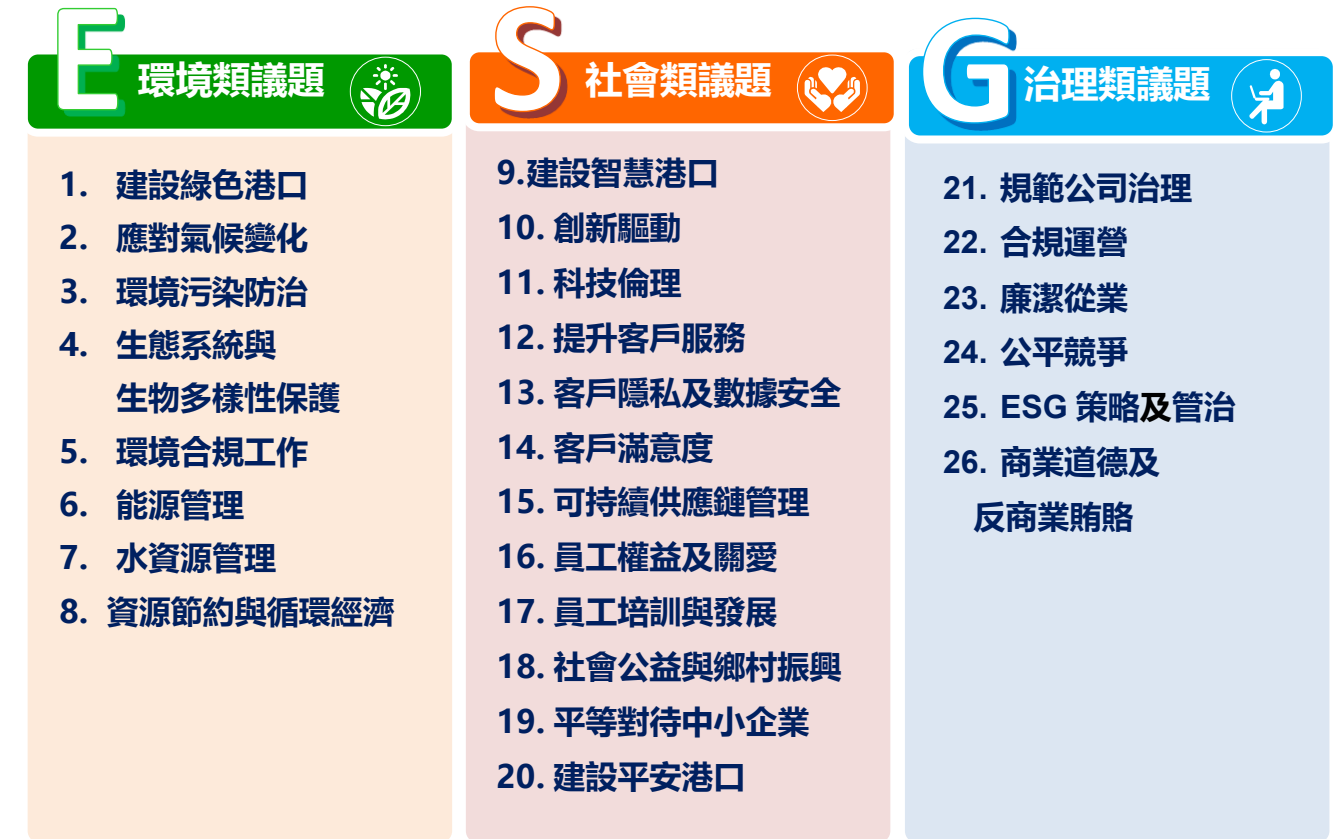 E 環境類議題
1. 建設綠色港口
2. 應對氣候變化
3. 環境污染防治
4. 生態系統與
生物多樣性保護
5. 環境合規工作
6. 能源管理
7. 水資源管理
8. 資源節約與循環經濟
S 社會類議題
9.建設智慧港口
10. 創新驅動
11. 科技倫理
12. 提升客戶服務
13. 客戶隱私及數據安全
14. 客戶滿意度
15. 可持續供應鏈管理
16. 員工權益及關愛
17. 員工培訓與發展
18. 社會公益與鄉村振興
19. 平等對待中小企業
20. 建設平安港口
G 治理類議題
21. 規範公司治理
22. 合規運營
23. 廉潔從業
24. 公平競爭
25. ESG 策略及管治
26. 商業道德及
反商業賄賂